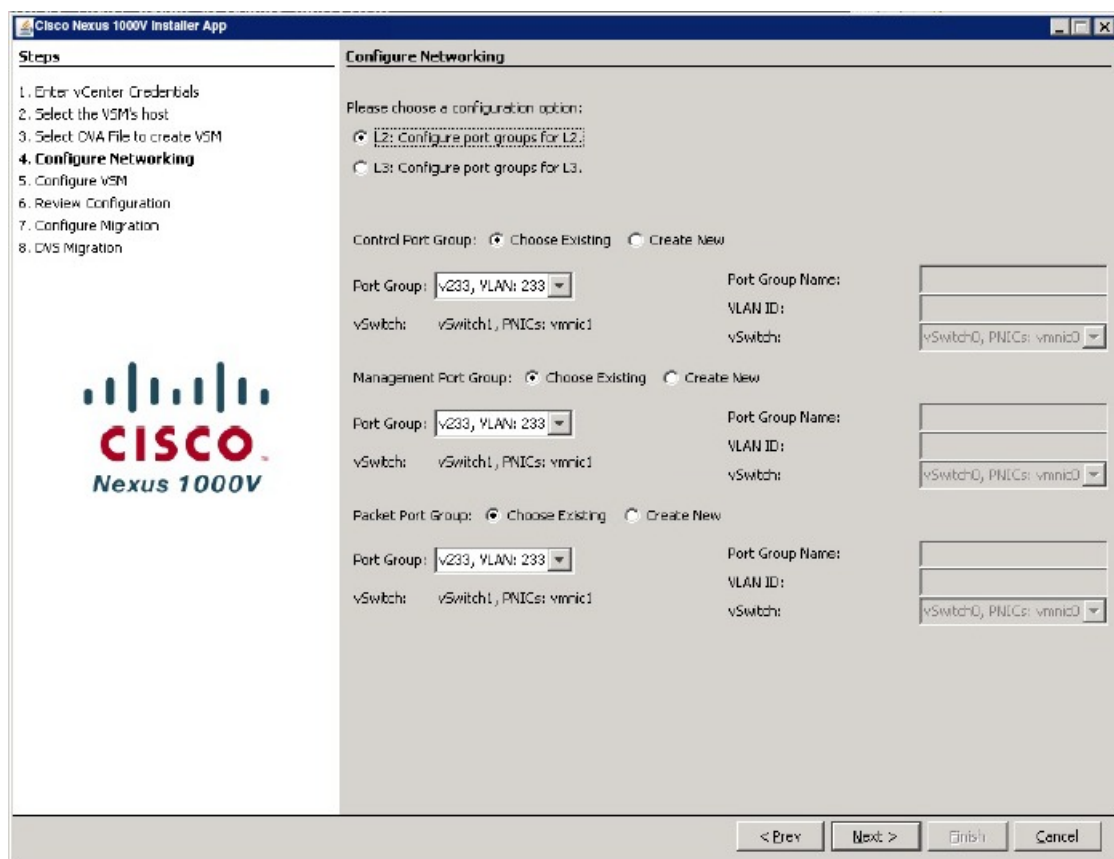 Cisco Nexus 1000V Installer App
Steps
1. Enter vCenter Credentials
2. Select the VSM's host
3. Select OVA File to create VSM
4. Configure Networking
5. Configure VSM
6. Review Configuration
7. Configure Migration
8. DVS Migration
CISCO
Nexus 1000V
Configure Networking
Please choose a configuration option:
L2: Configure port groups for L2.
L3: Configure port groups for L3.
Control Port Group: Choose Existing Create New
Port Group: v233, VLAN: 233 Port Group Name:
VLAN ID:
vSwitch: vSwitch1, PNICs: vmnic1 vSwitch: vSwitch0, PNICs: vmnic0
Management Port Group: Choose Existing Create New
Port Group: v233, VLAN: 233 Port Group Name:
VLAN ID:
vSwitch: vSwitch1, PNICs: vmnic1 vSwitch: vSwitch0, PNICs: vmnic0
Packet Port Group: Choose Existing Create New
Port Group: v233, VLAN: 233 Port Group Name:
VLAN ID:
vSwitch: vSwitch1, PNICs: vmnic1 vSwitch: vSwitch0, PNICs: vmnic0
< Prev Next > Finish Cancel